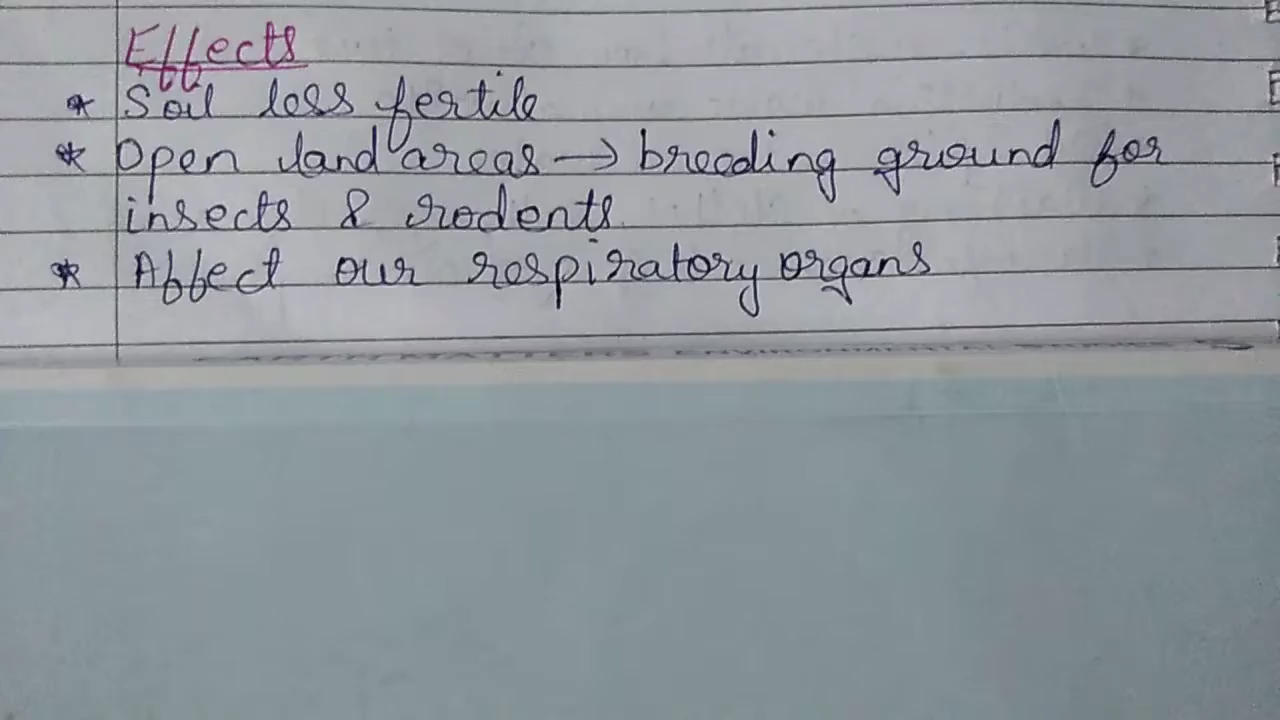 Effects
* Soil less fertile
* Open land areas → breeding ground for
insects & rodents
* Affect our respiratory organs